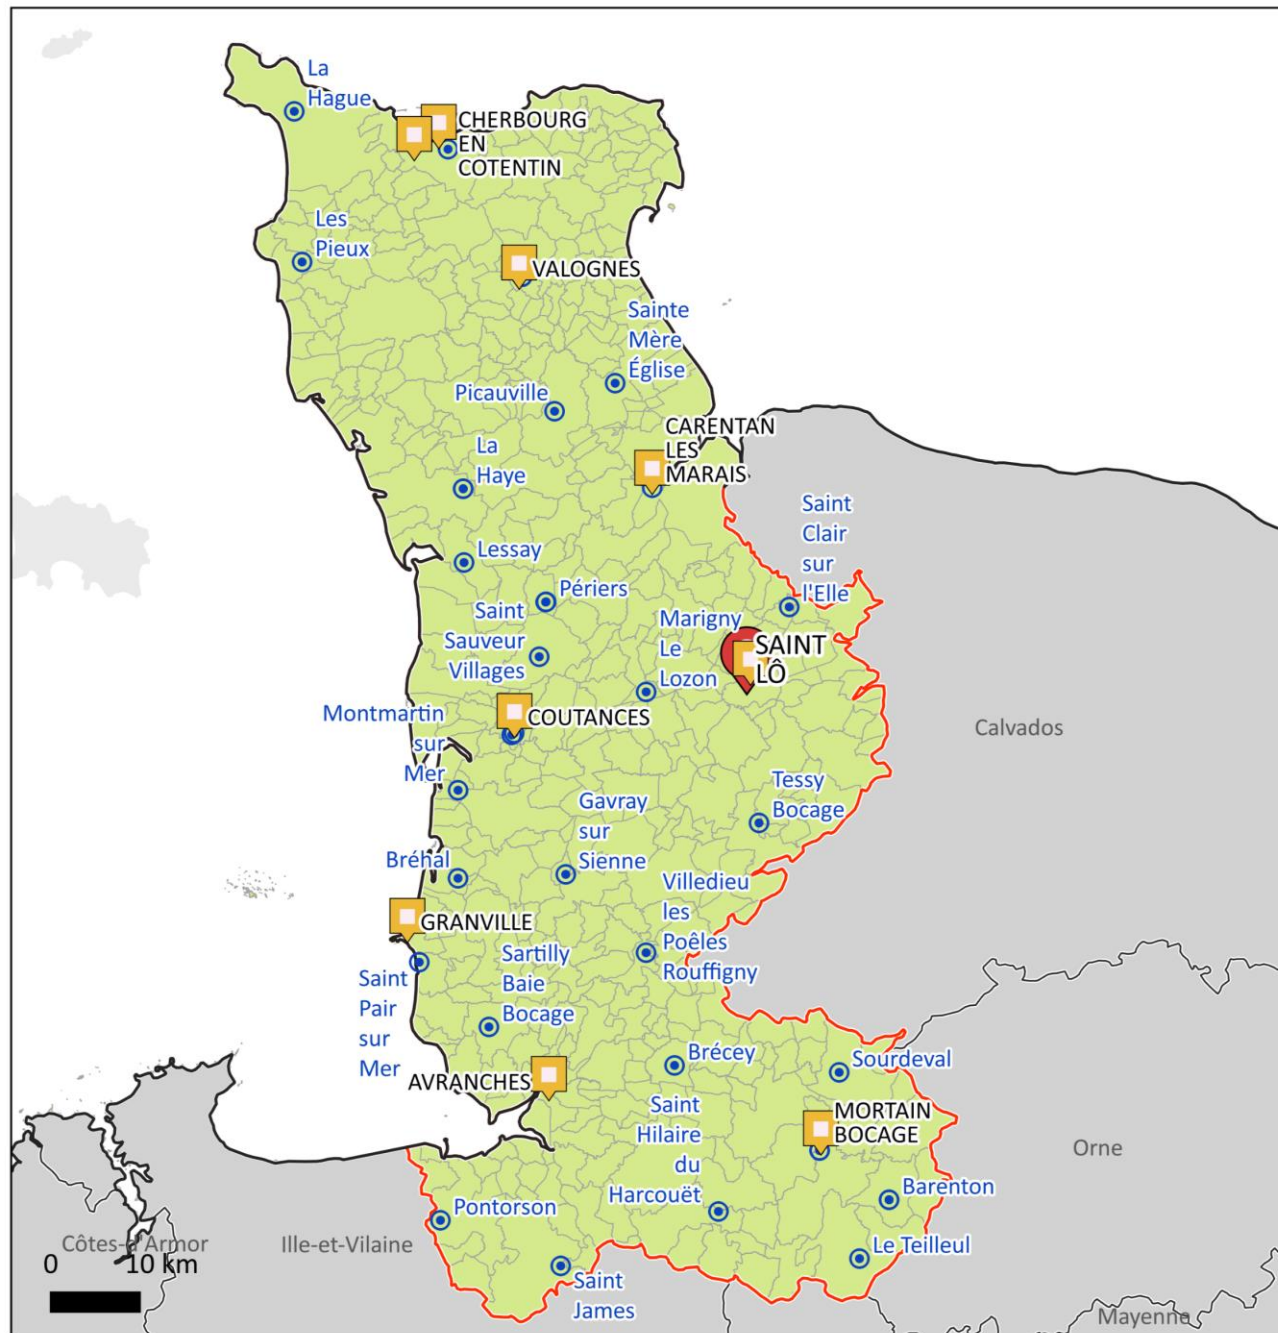 La
Hague
CHERBOURG
EN
COTENTIN
Les
Pieux
VALOGNES
Sainte
Mère
Église
Picauville
CARENTAN
LES
MARAIS
La
Haye
Saint
Clair
sur
l'Elle
Lessay
Périers
Saint
Sauveur
Villages
Marigny
Le
Lozon
SAINT
LÔ
Montmartin
sur
Mer
COUTANCES
Calvados
Tessy
Bocage
Gavray
sur
Sienne
Bréhal
Villedieu
les
Poêles
Rouffigny
GRANVILLE
Sartilly
Baie
Bocage
Saint
Pair
sur
Mer
AVRANCHES
Brécey
Sourdeval
Saint
Hilaire
du
Harcouët
MORTAIN
BOCAGE
Orne
Barenton
Pontorson
Côtes-d'Armor
Ille-et-Vilaine
Le Teilleul
0 10 km
Saint
James
Mayenne